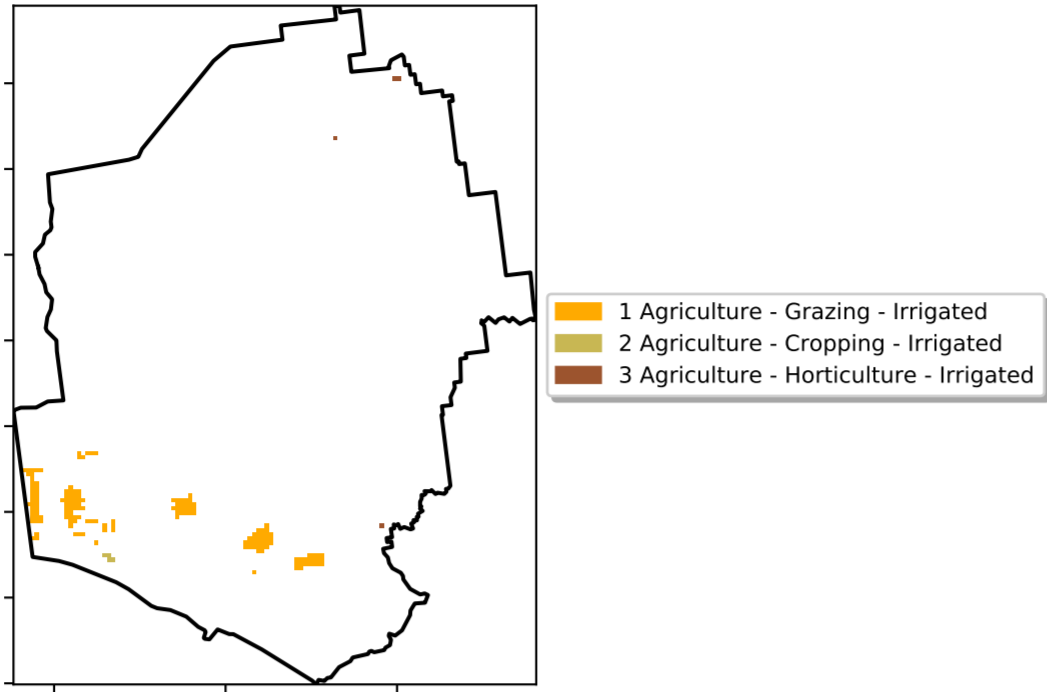 1 Agriculture - Grazing - Irrigated
2 Agriculture - Cropping - Irrigated
3 Agriculture - Horticulture - Irrigated